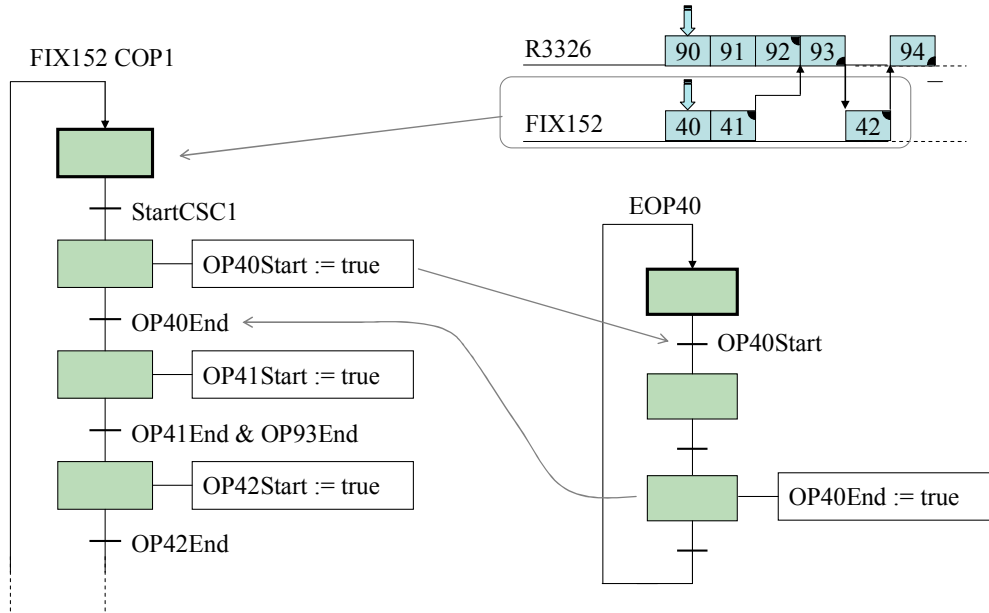 R3326
90 91 92 93 94
FIX152
40 41 42
FIX152 COP1
StartCSC1
OP40Start := true
OP40End
OP41Start := true
OP41End & OP93End
OP42Start := true
OP42End
EOP40
OP40Start
OP40End := true